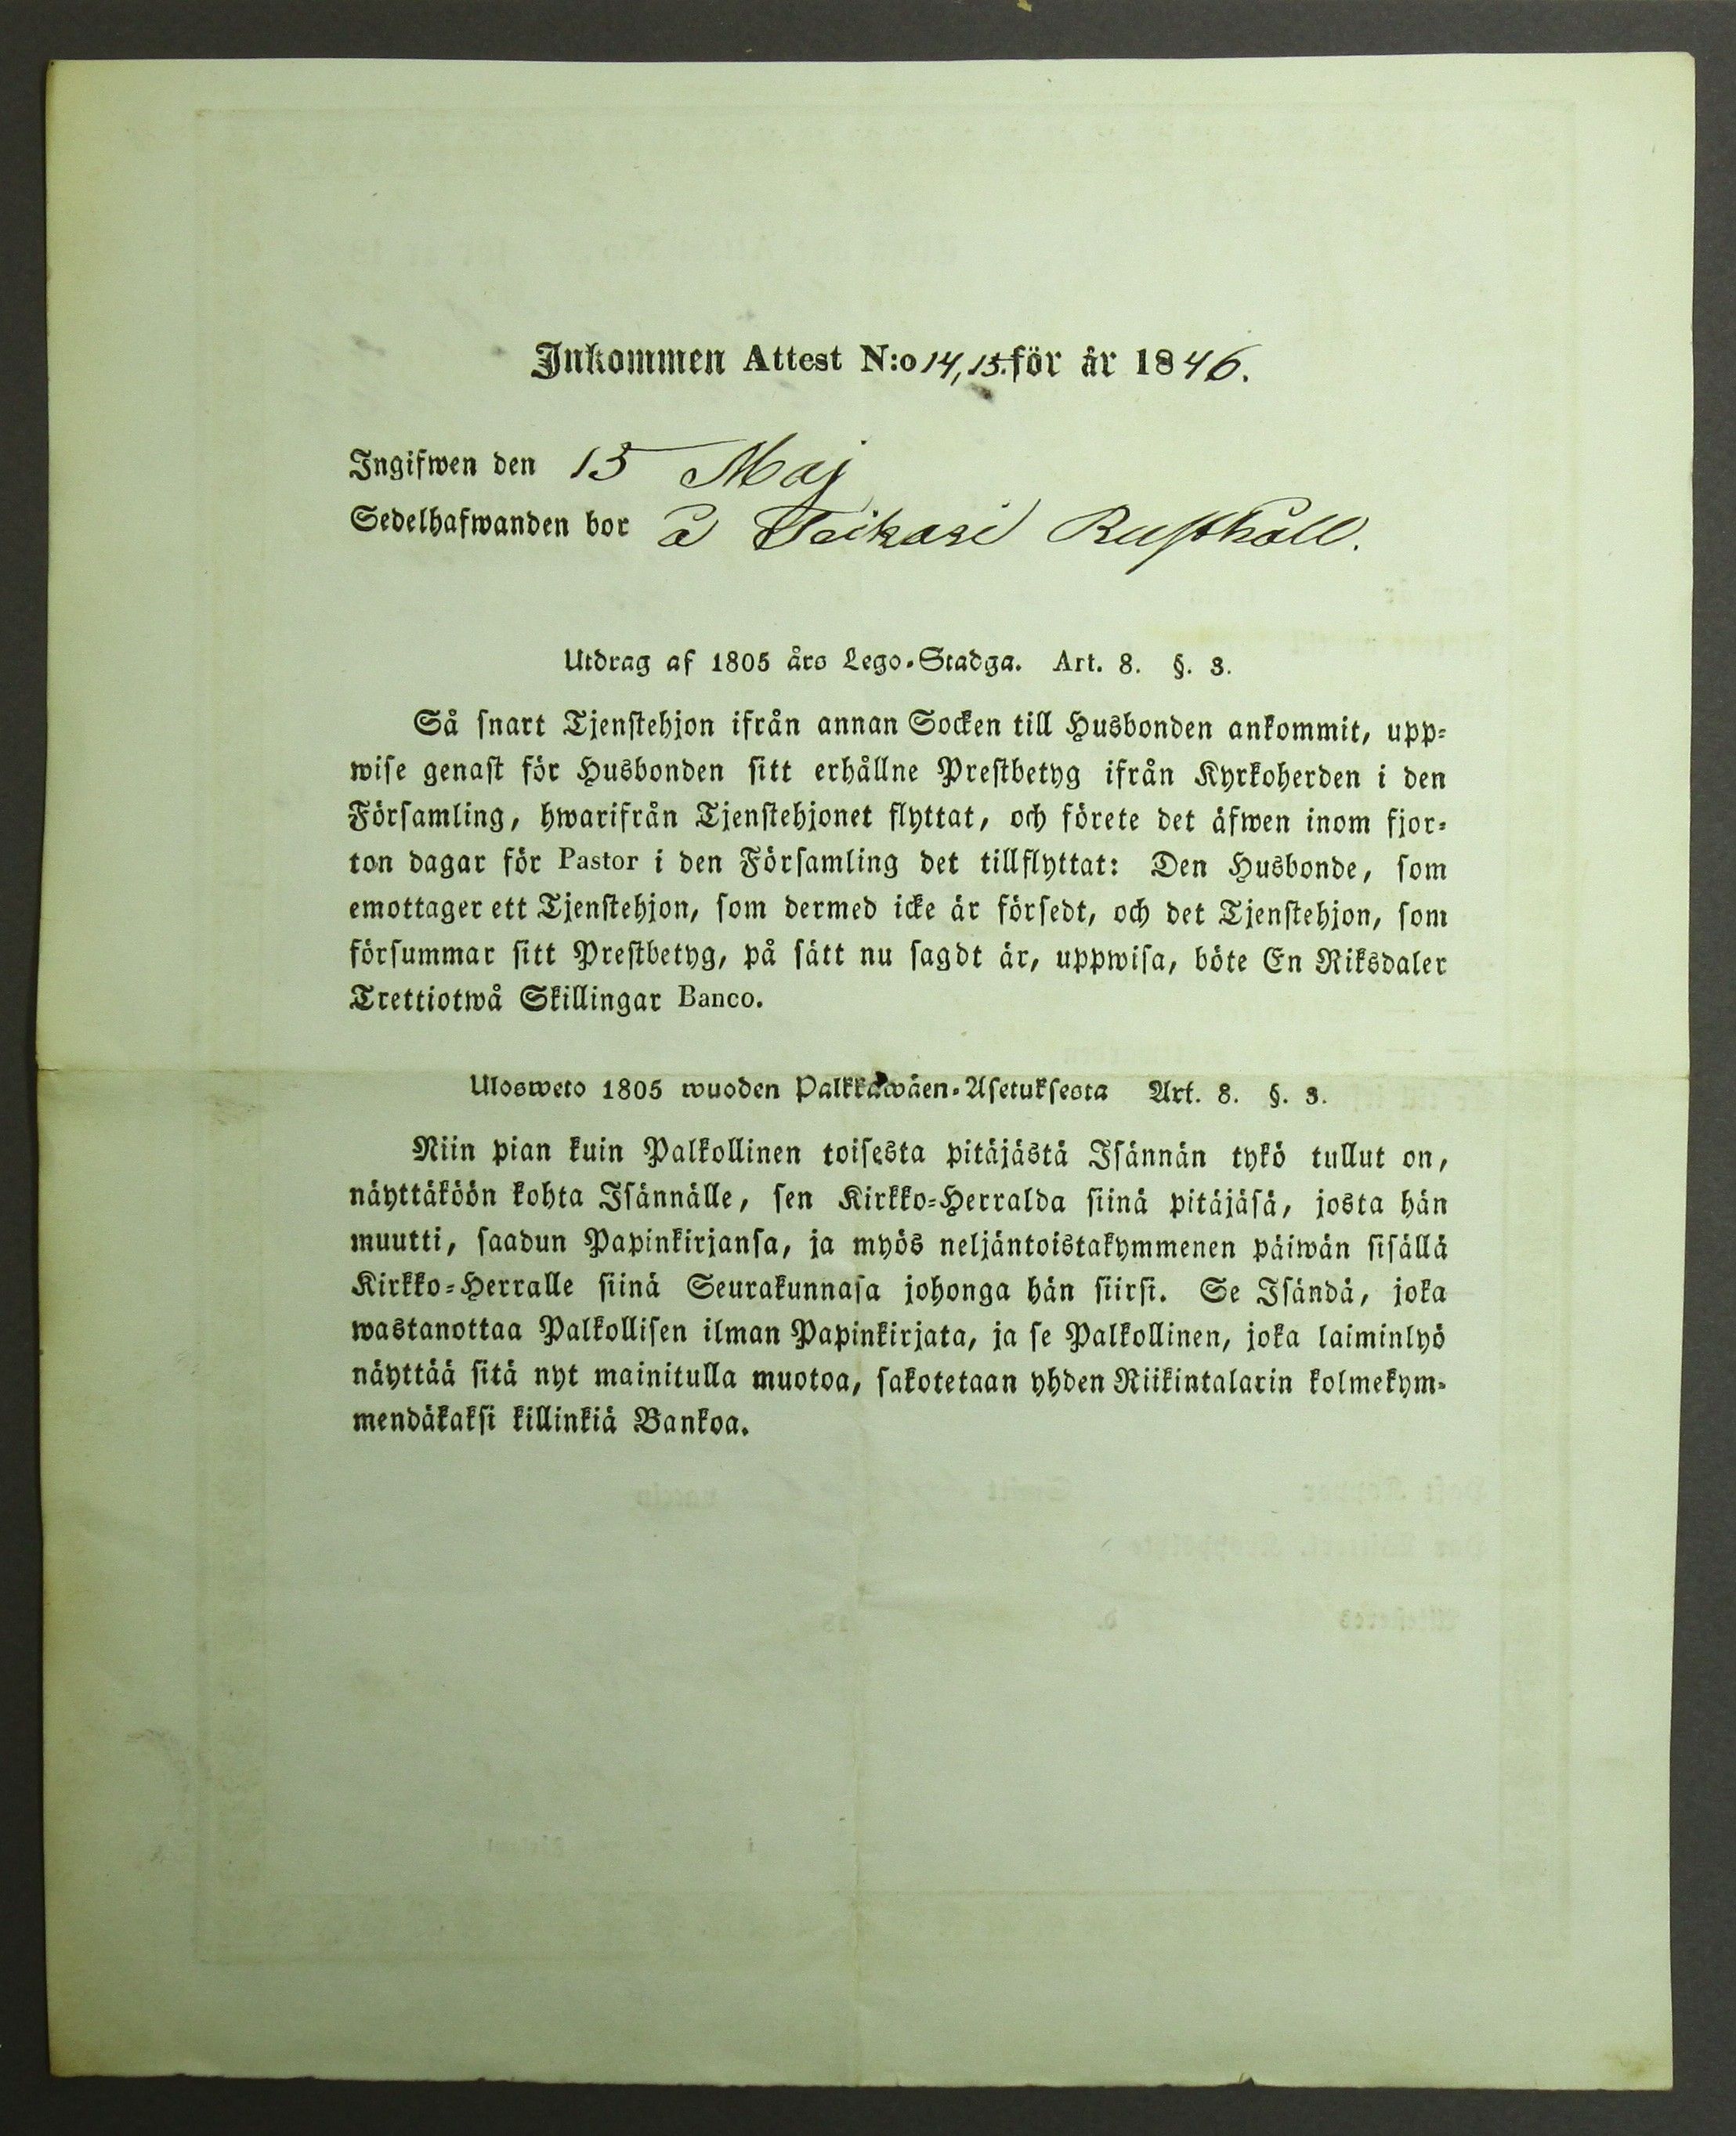 Inkommen Attest N:o 14, 15. för år 1846.
Ingifwen den 15 Maj
Sedelhafwanden bor å Teikari Rusthåll.
Utdrag af 1805 års Lego-Stadga. Art. 8. §. 3.
Så snart Tjenstehjon ifrån annan Socken till Husbonden ankommit, upp-
wise genast för Husbonden sitt erhållne Prestbetyg ifrån Kyrkoherden i den
Församling, hwarifrån Tjenstehjonet flyttat, och förete det äfwen inom fjor-
ton dagar för Pastor i den Församling det tillflyttat: Den Husbonde, som
emottager ett Tjenstehjon, som dermed icke är försedt, och det Tjenstehjon, som
försummar sitt Prestbetyg, på sätt nu sagdt är, uppwisa, böte En Riksdaler
Trettiotwå Skillingar Banco.
Ulosweto 1805 wuoden Palkkawäen-Asetuksesta Art. 8. §. 3.
Niin pian kuin Palkollinen toisesta pitäjästä Isännän tykö tullut on,
näyttäköön kohta Isännälle, sen Kirkko-Herralda siinä pitäjäsä, josta hän
muutti, saadun Papinkirjansa, ja myös neljäntoistakymmenen päiwän sisällä
Kirkko-Herralle siinä Seurakunnasa johonga hän siirsi. Se Isändä, joka
wastanottaa Palkollisen ilman Papinkirjata, ja se Palkollinen, joka laiminlyö
näyttää sitä nyt mainitulla muotoa, sakotetaan yhden Riikintalarin kolmekym-
mendäkaksi killinkiä Bankoa.